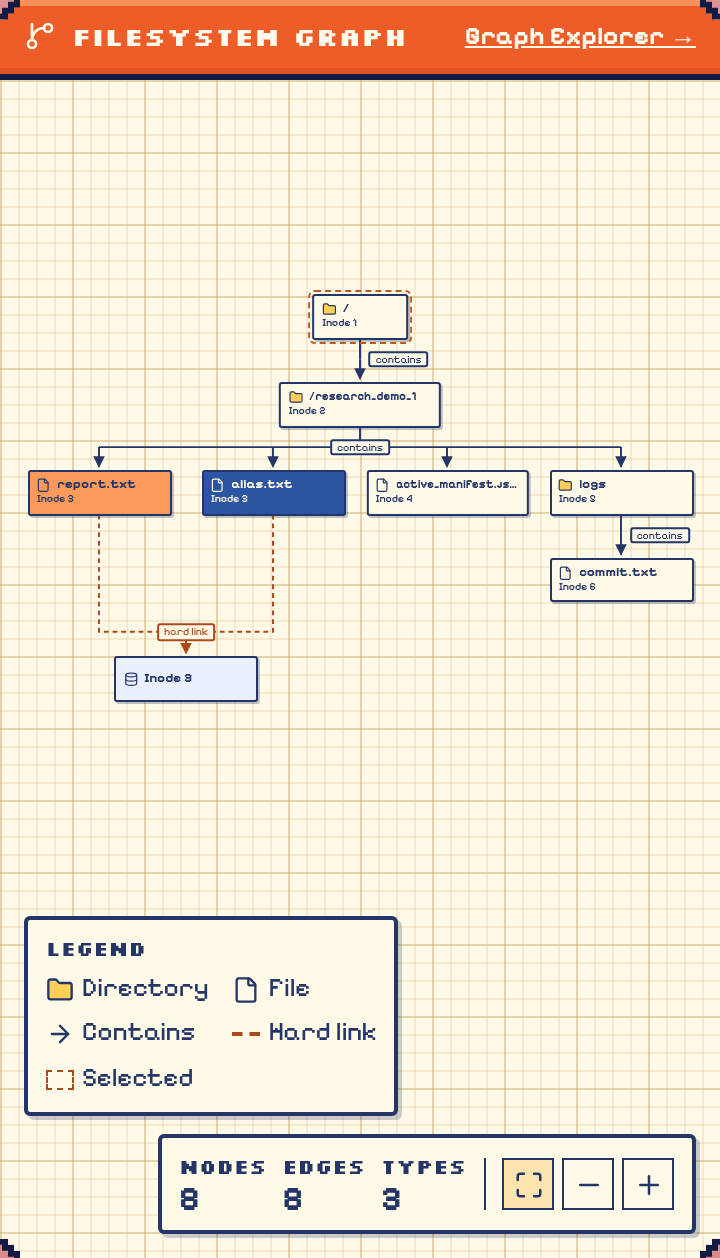 FILESYSTEM GRAPH
Graph Explorer →
/
Inode 1
contains
/research_demo_1
Inode 2
contains
report.txt
Inode 3
alias.txt
Inode 3
active_manifest.js…
Inode 4
logs
Inode 5
contains
commit.txt
Inode 6
hard link
Inode 3
LEGEND
Directory
File
Contains
Hard link
Selected
NODES EDGES TYPES
8 8 3